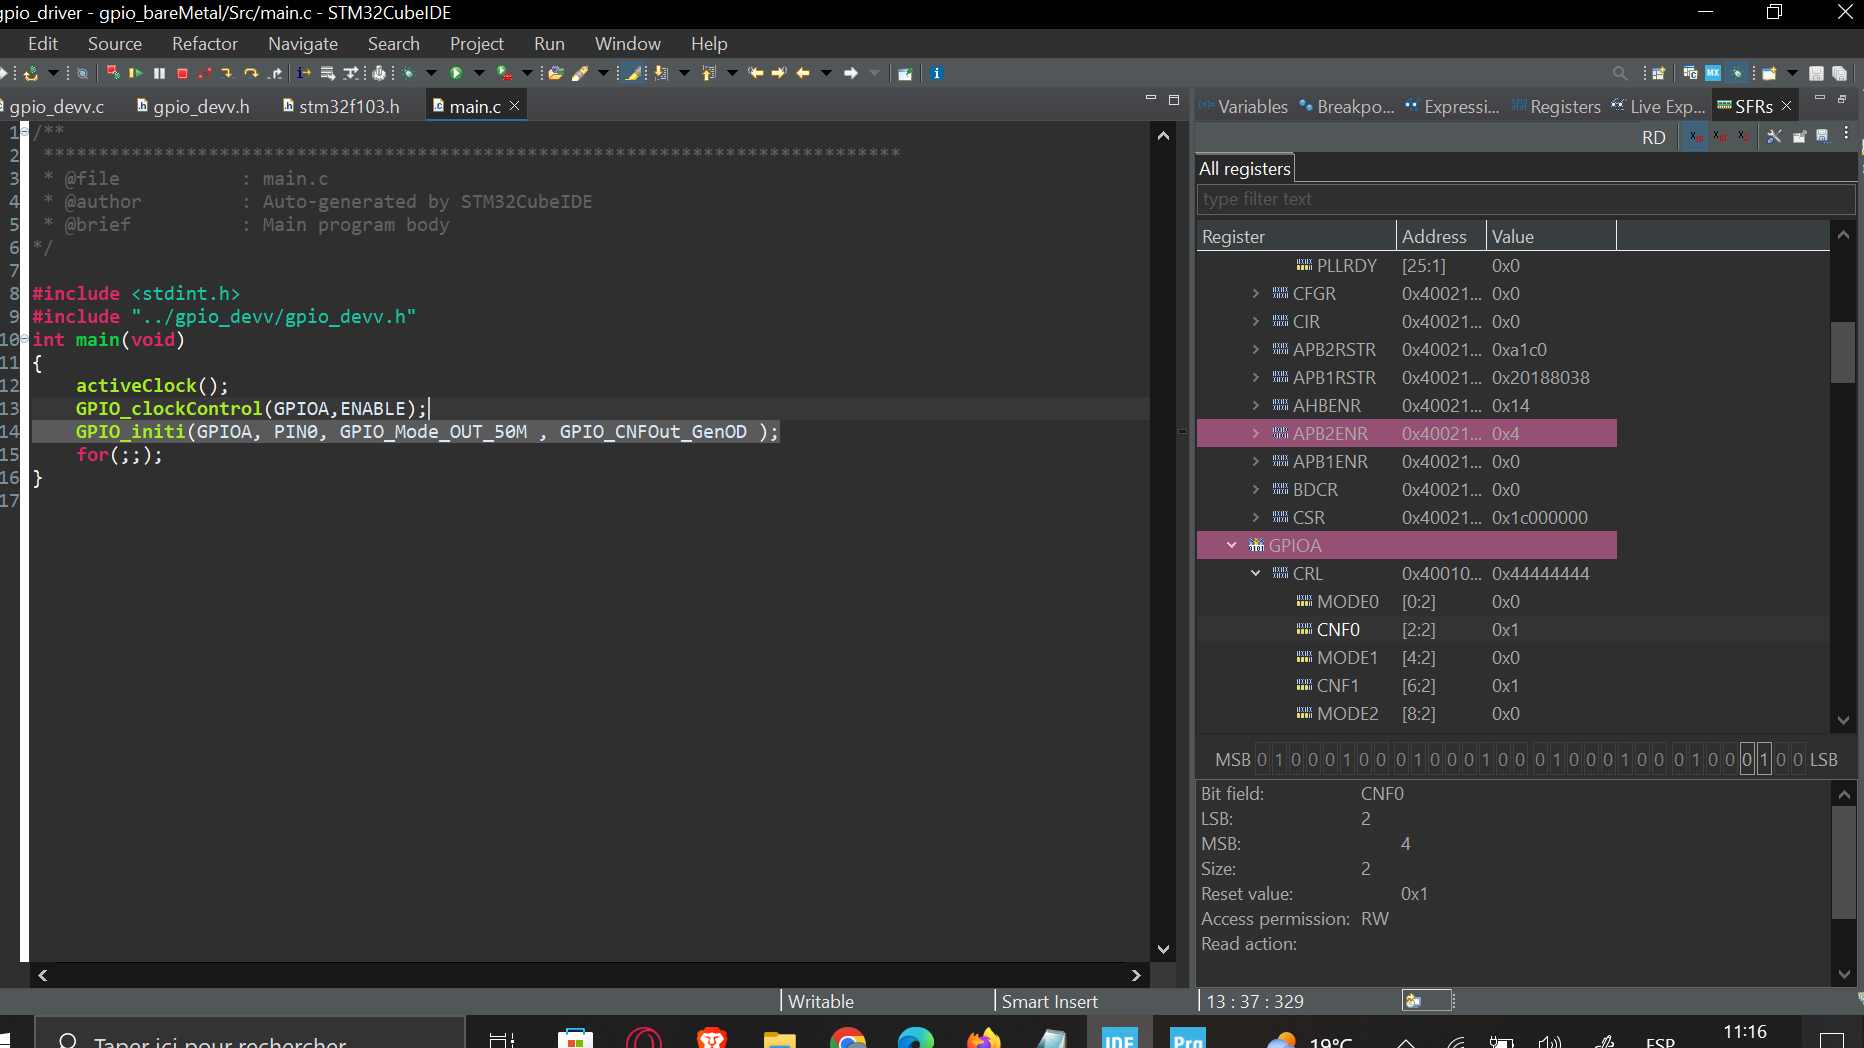 gpio_driver - gpio_bareMetal/Src/main.c - STM32CubeIDE
Edit Source Refactor Navigate Search Project Run Window Help
gpio_devv.c gpio_devv.h stm32f103.h main.c
1 /**
2 ******************************************************************************
3 * @file : main.c
4 * @author : Auto-generated by STM32CubeIDE
5 * @brief : Main program body
6 */
7
8 #include <stdint.h>
9 #include "../gpio_devv/gpio_devv.h"
10 int main(void)
11 {
12 activeClock();
13 GPIO_clockControl(GPIOA,ENABLE);
14 GPIO_initi(GPIOA, PIN0, GPIO_Mode_OUT_50M , GPIO_CNFOut_GenOD );
15 for(;;);
16 }
17
Variables Breakpo... Expressi... Registers Live Exp... SFRs
RD
All registers
type filter text
Register Address Value
PLLRDY [25:1] 0x0
CFGR 0x40021... 0x0
CIR 0x40021... 0x0
APB2RSTR 0x40021... 0xa1c0
APB1RSTR 0x40021... 0x20188038
AHBENR 0x40021... 0x14
APB2ENR 0x40021... 0x4
APB1ENR 0x40021... 0x0
BDCR 0x40021... 0x0
CSR 0x40021... 0x1c000000
GPIOA
CRL 0x40010... 0x44444444
MODE0 [0:2] 0x0
CNF0 [2:2] 0x1
MODE1 [4:2] 0x0
CNF1 [6:2] 0x1
MODE2 [8:2] 0x0
MSB 0 1 0 0 0 1 0 0 0 1 0 0 0 1 0 0 0 1 0 0 0 1 0 0 0 1 0 0 0 1 0 0 LSB
Bit field: CNF0
LSB: 2
MSB: 4
Size: 2
Reset value: 0x1
Access permission: RW
Read action:
Writable Smart Insert 13 : 37 : 329
Taper ici pour rechercher
IDE Prg 19°C ESP
11:16